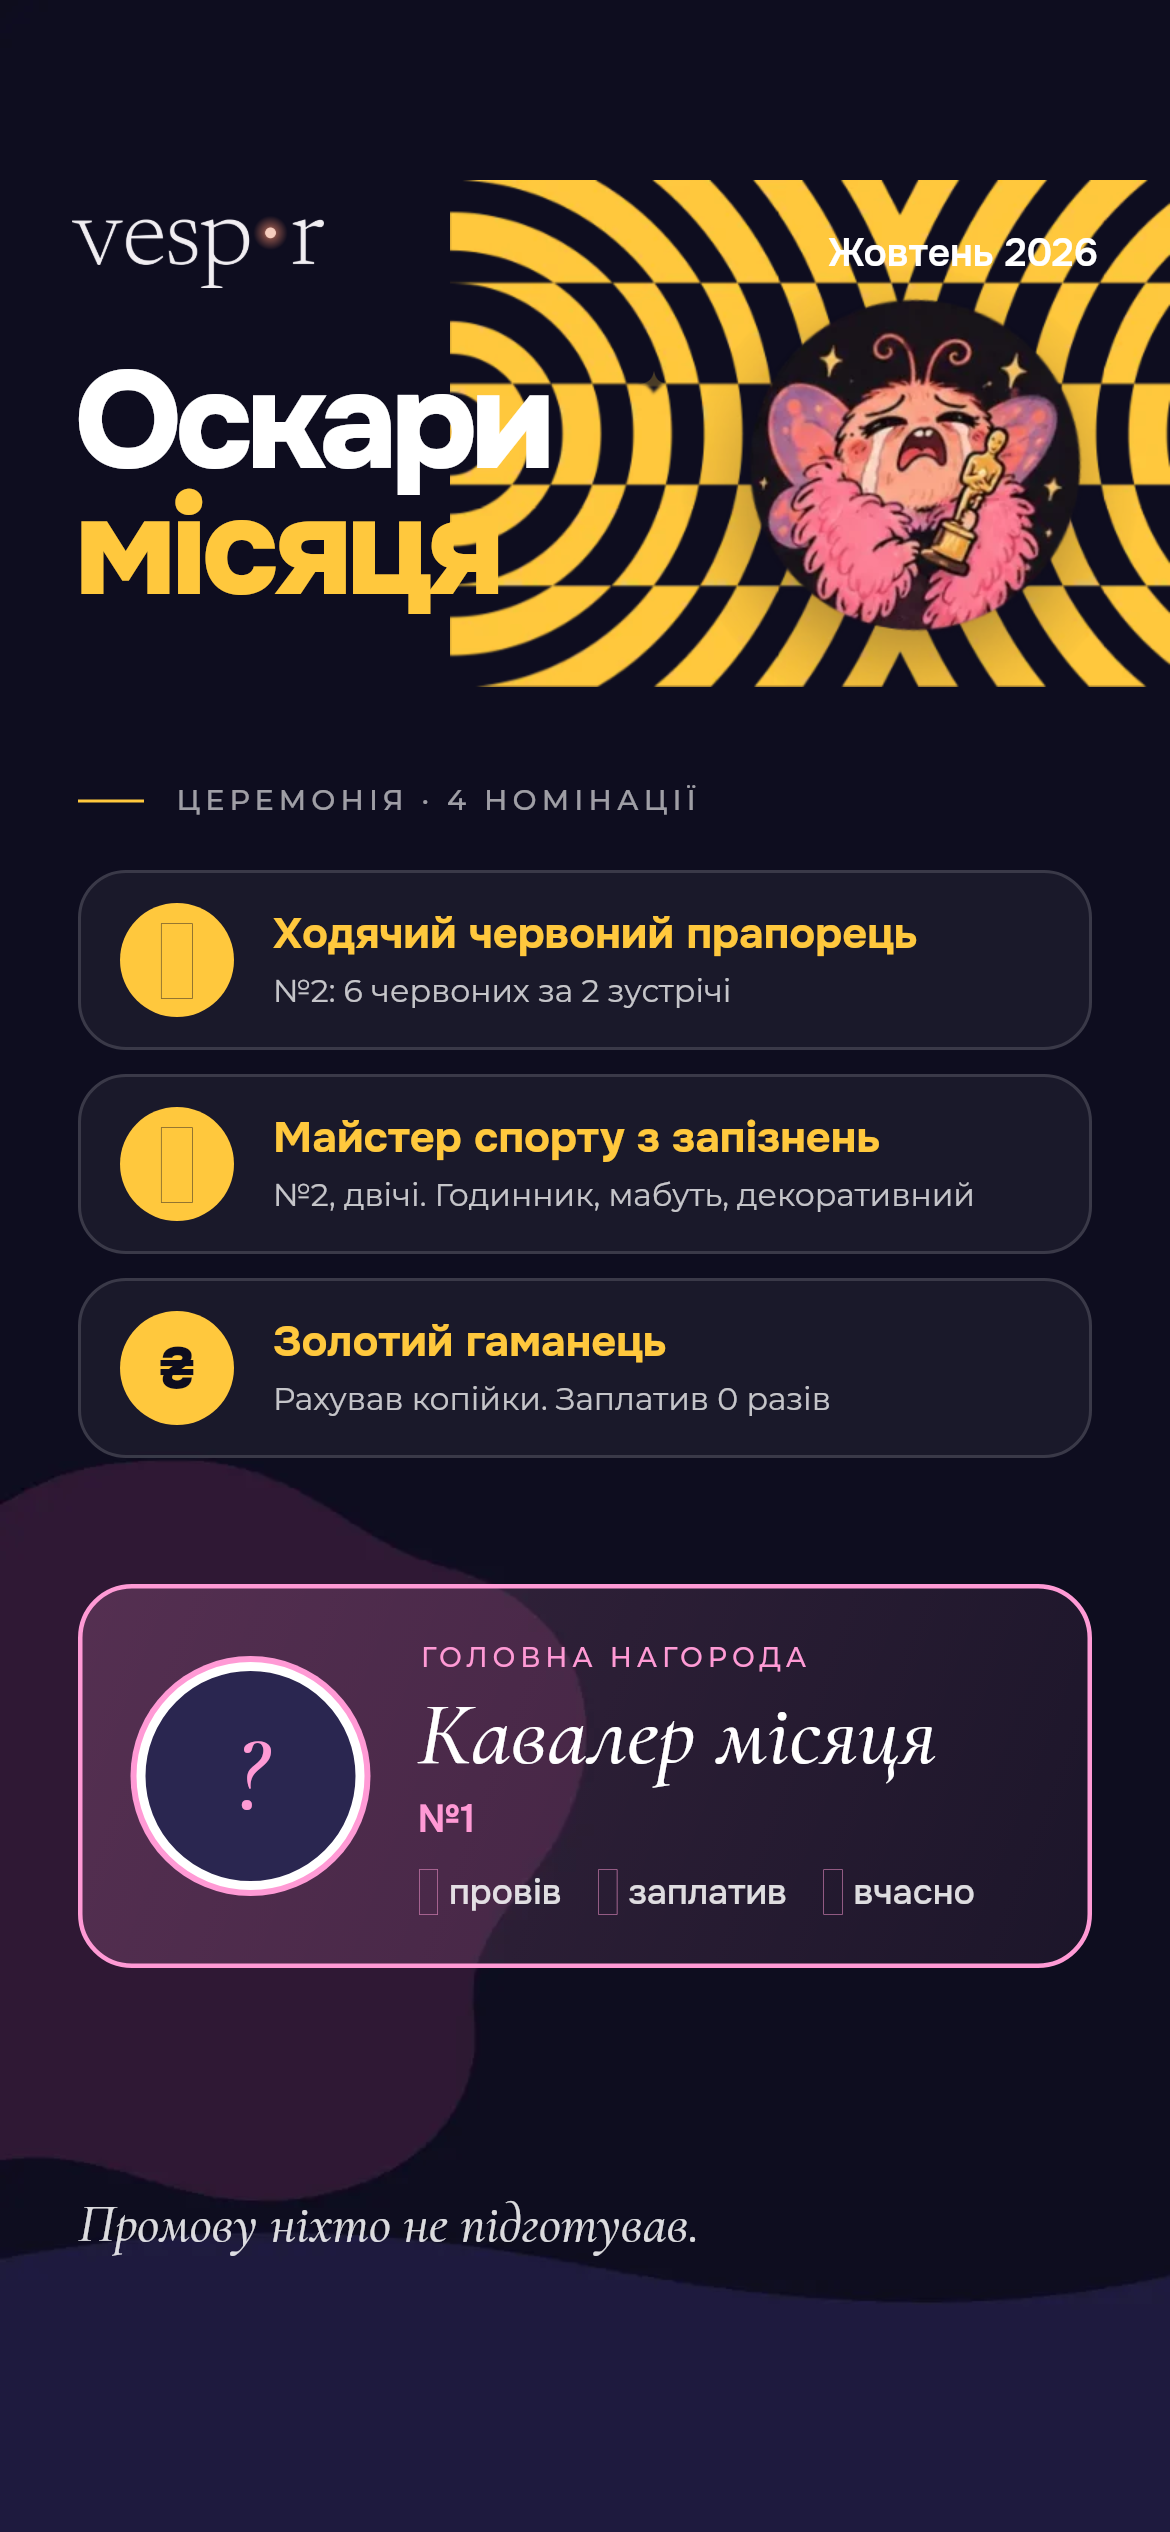 vesp•r
Жовтень 2026
Оскари
місяця
ЦЕРЕМОНІЯ · 4 НОМІНАЦІЇ
Ходячий червоний прапорець
№2: 6 червоних за 2 зустрічі
Майстер спорту з запізнень
№2, двічі. Годинник, мабуть, декоративний
₴
Золотий гаманець
Рахував копійки. Заплатив 0 разів
ГОЛОВНА НАГОРОДА
?
Кавалер місяця
№1
провів заплатив вчасно
Промову ніхто не підготував.